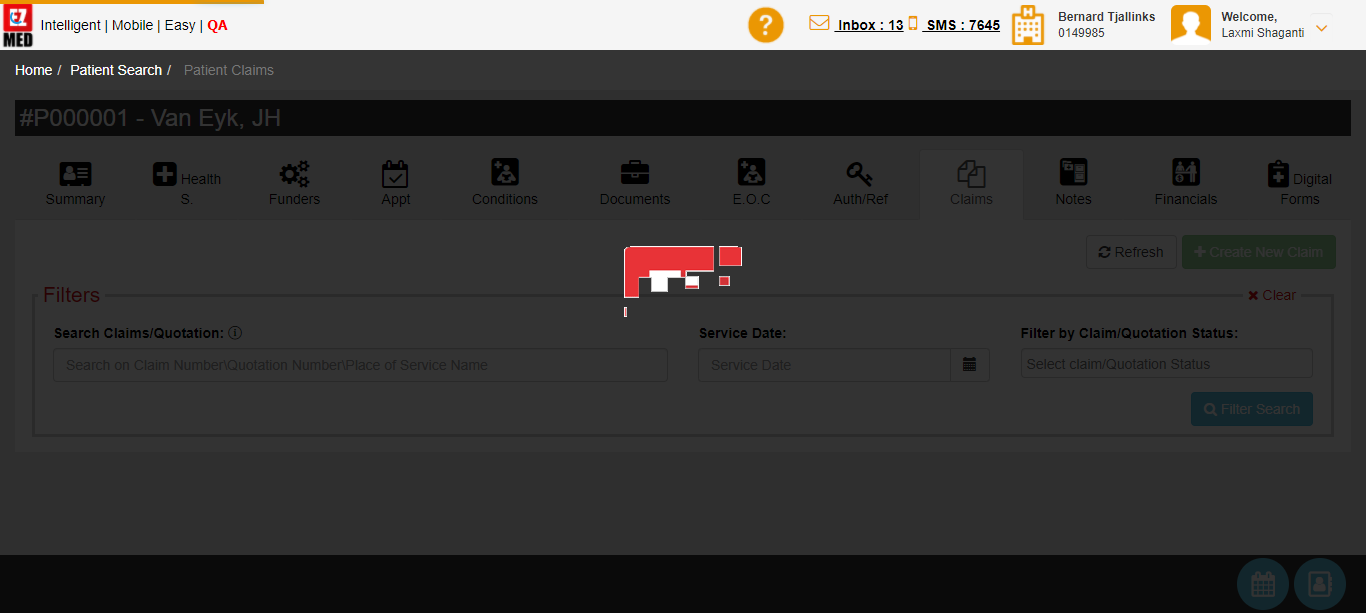 EZ
MED
Intelligent | Mobile | Easy | QA
?
Inbox : 13 SMS : 7645
H
Bernard Tjallinks
0149985
Welcome,
Laxmi Shaganti
Home / Patient Search / Patient Claims
#P000001 - Van Eyk, JH
Summary
Health
S.
Funders
Appt
Conditions
Documents
E.O.C
Auth/Ref
Claims
Notes
Financials
Digital
Forms
Refresh
Create New Claim
Filters
Clear
Search Claims/Quotation:
Service Date:
Filter by Claim/Quotation Status:
Search on Claim Number\Quotation Number\Place of Service Name
Service Date
Select claim/Quotation Status
Filter Search